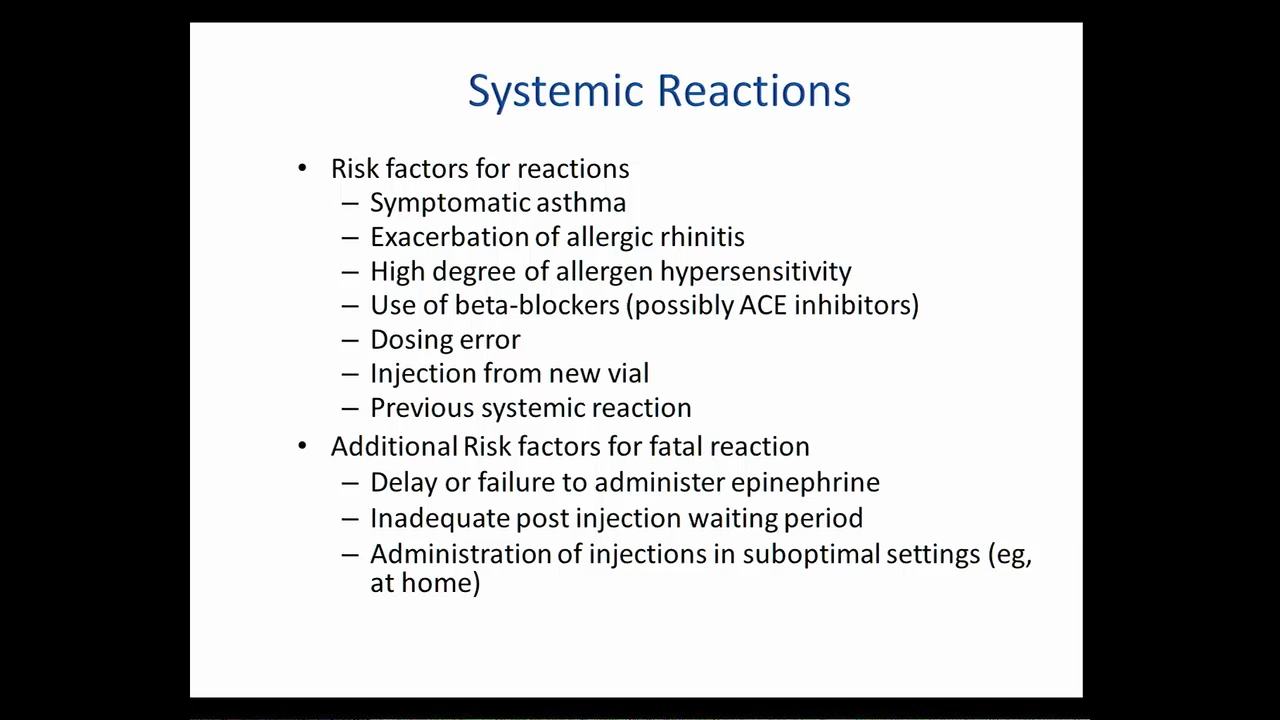 Systemic Reactions
• Risk factors for reactions
– Symptomatic asthma
– Exacerbation of allergic rhinitis
– High degree of allergen hypersensitivity
– Use of beta-blockers (possibly ACE inhibitors)
– Dosing error
– Injection from new vial
– Previous systemic reaction
• Additional Risk factors for fatal reaction
– Delay or failure to administer epinephrine
– Inadequate post injection waiting period
– Administration of injections in suboptimal settings (eg,
at home)